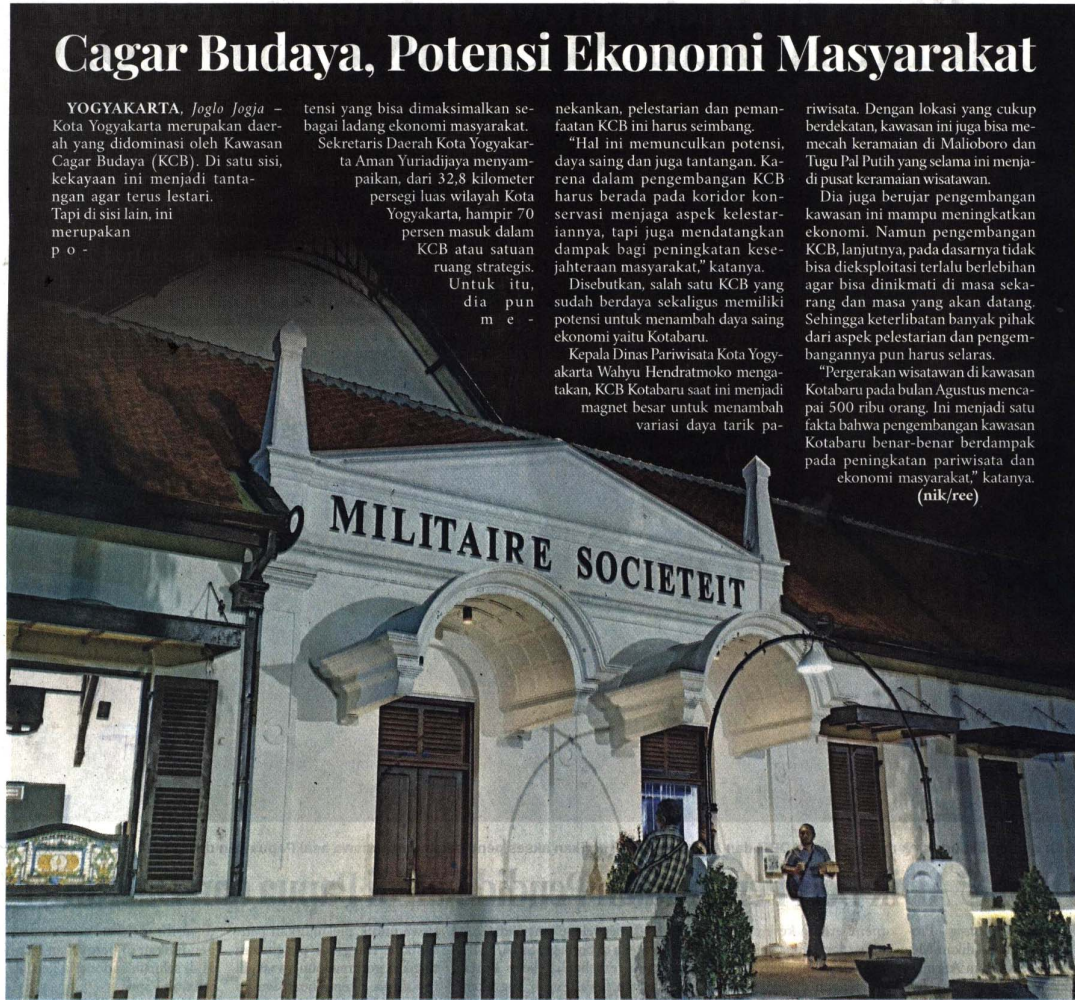 Cagar Budaya, Potensi Ekonomi Masyarakat
YOGYAKARTA, Joglo Jogja –
Kota Yogyakarta merupakan daer-
ah yang didominasi oleh Kawasan
Cagar Budaya (KCB). Di satu sisi,
kekayaan ini menjadi tanta-
ngan agar terus lestari.
Tapi di sisi lain, ini
merupakan
po-
tensi yang bisa dimaksimalkan se-
bagai ladang ekonomi masyarakat.
Sekretaris Daerah Kota Yogyakar-
ta Aman Yuriadijaya menyam-
paikan, dari 32,8 kilometer
persegi luas wilayah Kota
Yogyakarta, hampir 70
persen masuk dalam
KCB atau satuan
ruang strategis.
Untuk itu,
dia pun
me-
nekankan, pelestarian dan peman-
faatan KCB ini harus seimbang.
“Hal ini memunculkan potensi,
daya saing dan juga tantangan. Ka-
rena dalam pengembangan KCB
harus berada pada koridor kon-
servasi menjaga aspek kelestar-
iannya, tapi juga mendatangkan
dampak bagi peningkatan kese-
jahteraan masyarakat,” katanya.
Disebutkan, salah satu KCB yang
sudah berdaya sekaligus memiliki
potensi untuk menambah daya saing
ekonomi yaitu Kotabaru.
Kepala Dinas Pariwisata Kota Yogy-
akarta Wahyu Hendratmoko menga-
takan, KCB Kotabaru saat ini menjadi
magnet besar untuk menambah
variasi daya tarik pa-
riwisata. Dengan lokasi yang cukup
berdekatan, kawasan ini juga bisa me-
mecah keramaian di Malioboro dan
Tugu Pal Putih yang selama ini menja-
di pusat keramaian wisatawan.
Dia juga berujar pengembangan
kawasan ini mampu meningkatkan
ekonomi. Namun pengembangan
KCB, lanjutnya, pada dasarnya tidak
bisa dieksploitasi terlalu berlebihan
agar bisa dinikmati di masa seka-
rang dan masa yang akan datang.
Sehingga keterlibatan banyak pihak
dari aspek pelestarian dan pengem-
bangannya pun harus selaras.
“Pergerakan wisatawan di kawasan
Kotabaru pada bulan Agustus menca-
pai 500 ribu orang. Ini menjadi satu
fakta bahwa pengembangan kawasan
Kotabaru benar-benar berdampak
pada peningkatan pariwisata dan
ekonomi masyarakat,” katanya.
(nik/ree)
MILITAIRE SOCIETEIT